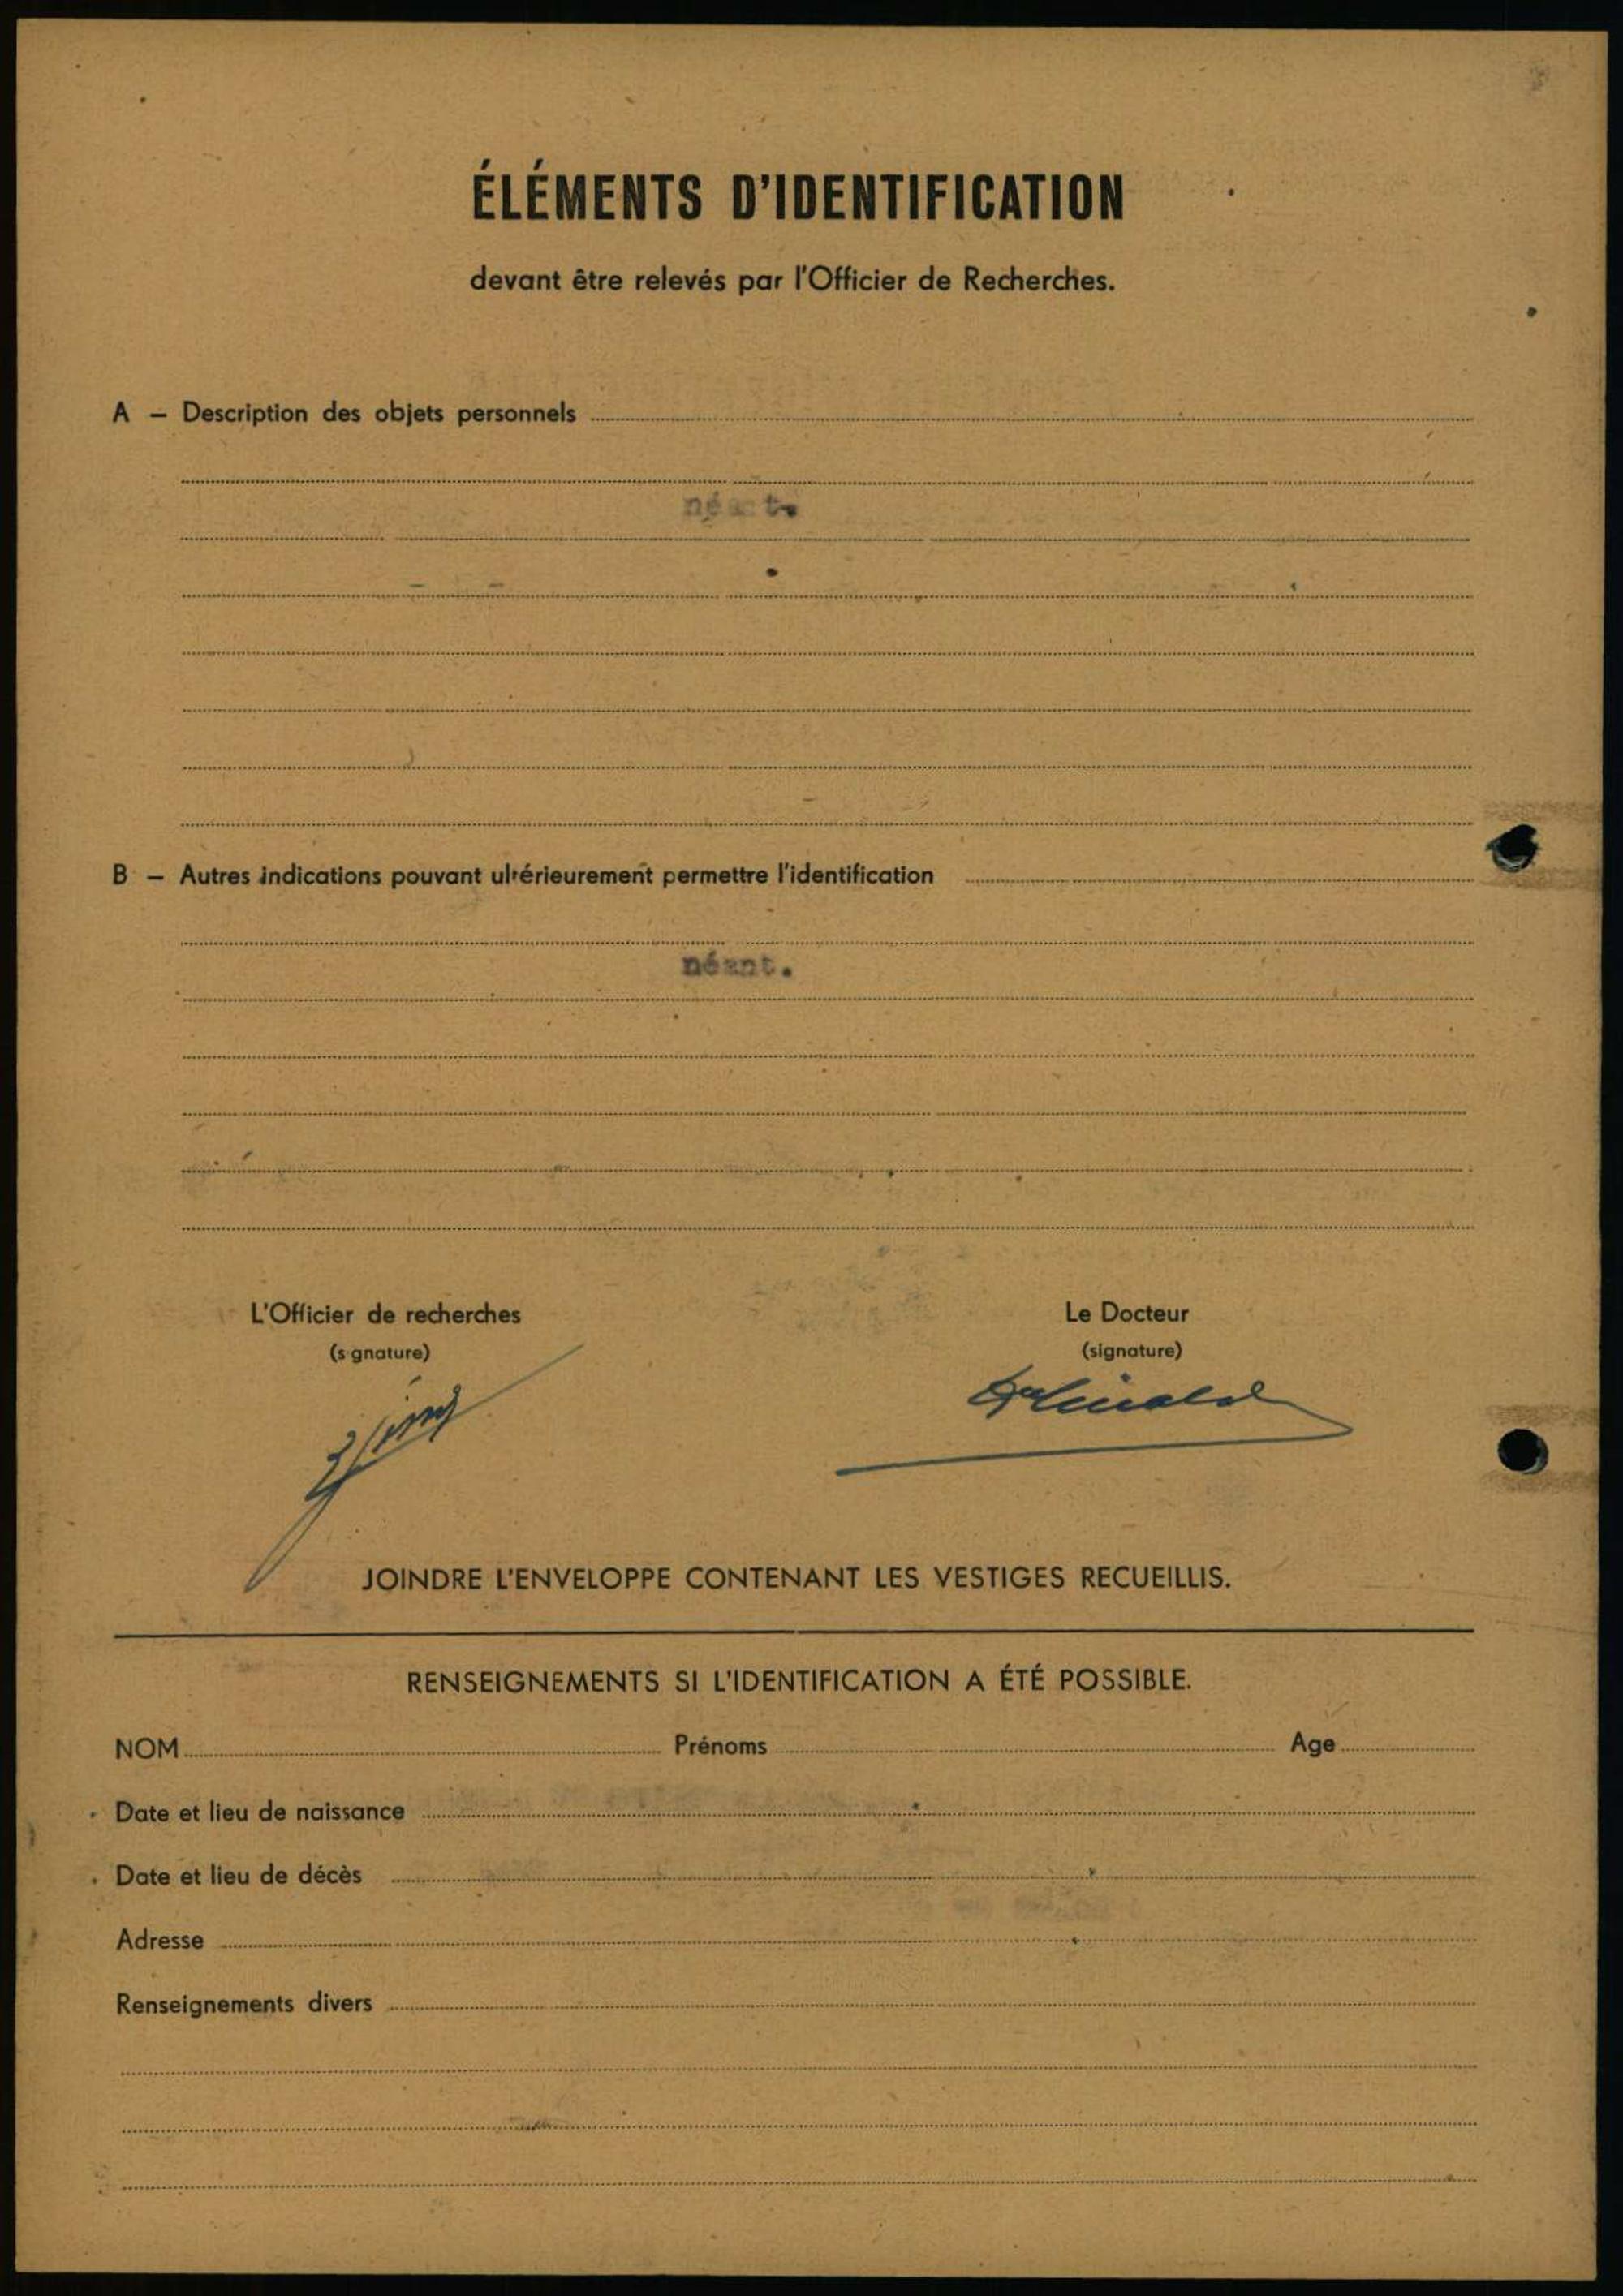 ÉLÉMENTS D'IDENTIFICATION
devant être relevés par l'Officier de Recherches.
A — Description des objets personnels
néant.
B — Autres indications pouvant ultérieurement permettre l'identification
néant.
L'Officier de recherches
Le Docteur
(signature)
(signature)
JOINDRE L'ENVELOPPE CONTENANT LES VESTIGES RECUEILLIS.
RENSEIGNEMENTS SI L'IDENTIFICATION A ÉTÉ POSSIBLE.
NOM Prénoms Age
Date et lieu de naissance
Date et lieu de décès
Adresse
Renseignements divers